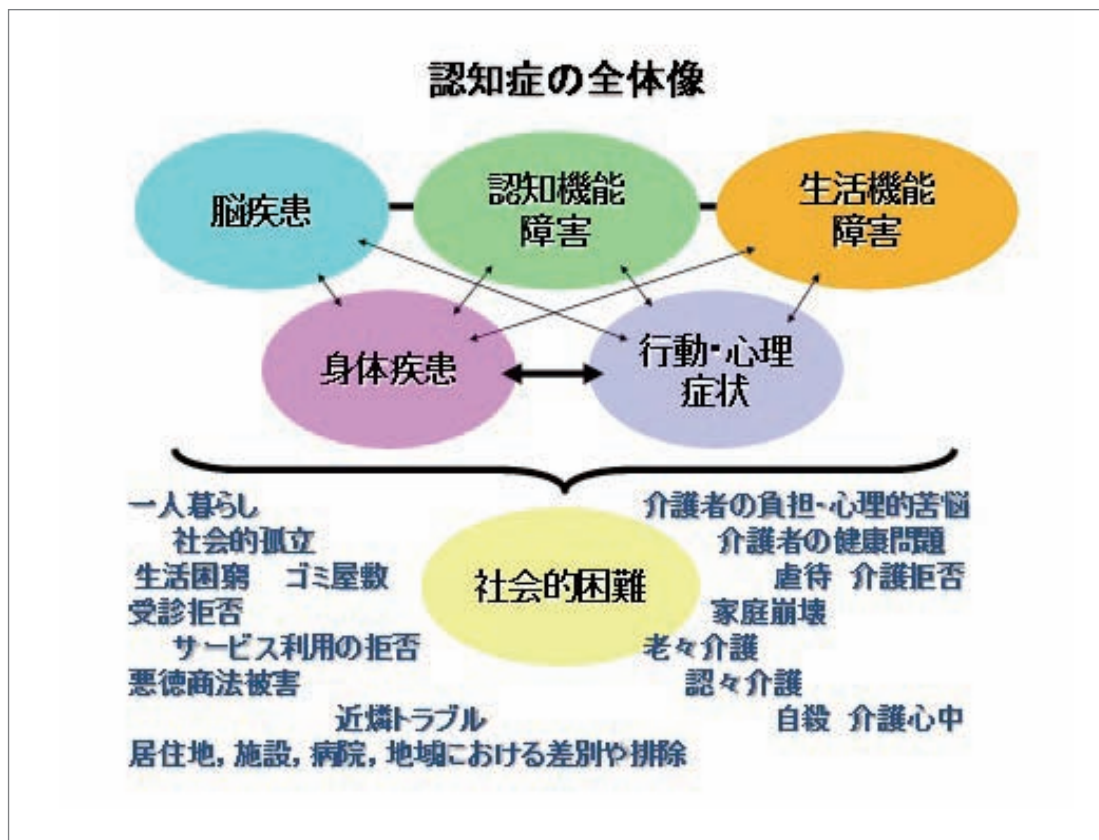 認知症の全体像
脳疾患
認知機能
障害
生活機能
障害
身体疾患
行動・心理
症状
社会的困難
一人暮らし
社会的孤立
生活困窮 ゴミ屋敷
受診拒否
サービス利用の拒否
悪徳商法被害
近燐トラブル
居住地, 施設, 病院, 地域における差別や排除
介護者の負担・心理的苦悩
介護者の健康問題
虐待 介護拒否
家庭崩壊
老々介護
認々介護
自殺 介護心中